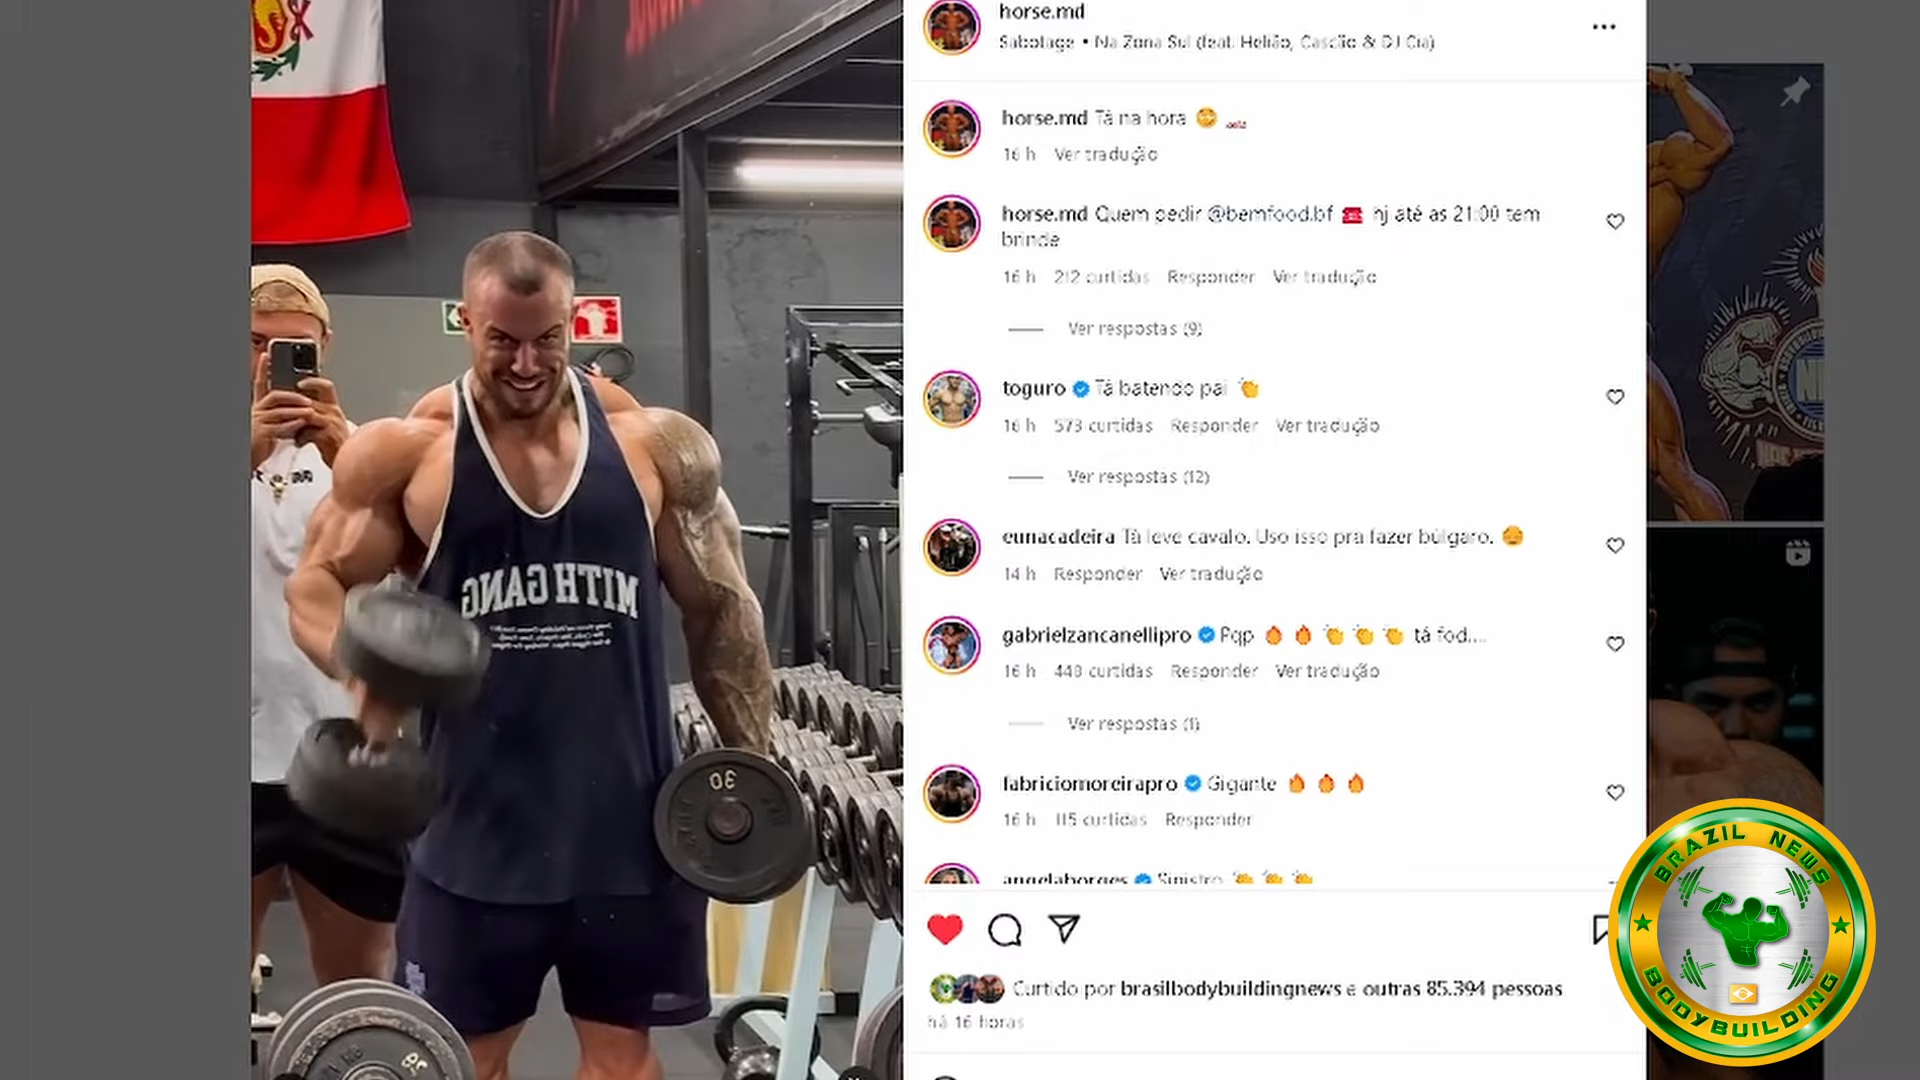 horse.md
Sabotage • Na Zona Sul (feat. Helião, Cascão & DJ Cia)
horse.md Tá na hora
16 h Ver tradução
horse.md Quem pedir @bemfood.bf hj até as 21:00 tem
brinde
16 h 212 curtidas Responder Ver tradução
Ver respostas (9)
toguro Tá batendo pai
16 h 573 curtidas Responder Ver tradução
Ver respostas (12)
eunacadeira Tá leve cavalo. Uso isso pra fazer búlgaro.
14 h Responder Ver tradução
gabrielzancanellipro Pqp tá fod....
16 h 448 curtidas Responder Ver tradução
Ver respostas (1)
fabriciomoreirapro Gigante
16 h 115 curtidas Responder
angelaborges Sinistro
Curtido por brasilbodybuildingnews e outras 85.394 pessoas
há 16 horas
MITH GANG
30
BRAZIL NEWS
BODYBUILDING